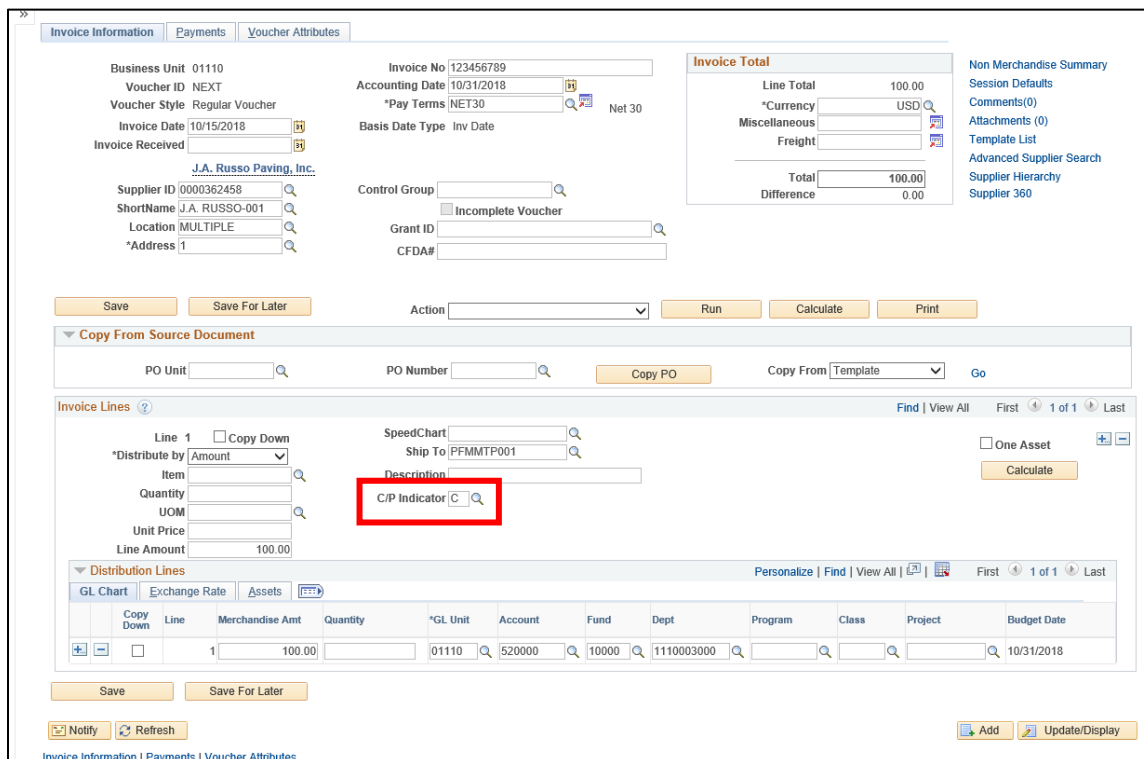 »
Invoice Information Payments Voucher Attributes
Business Unit 01110
Voucher ID NEXT
Voucher Style Regular Voucher
Invoice Date 10/15/2018
Invoice Received
J.A. Russo Paving, Inc.
Supplier ID 0000362458
ShortName J.A. RUSSO-001
Location MULTIPLE
*Address 1
Invoice No 123456789
Accounting Date 10/31/2018
*Pay Terms NET30 Net 30
Basis Date Type Inv Date
Control Group
Incomplete Voucher
Grant ID
CFDA#
Invoice Total
Line Total 100.00
*Currency USD
Miscellaneous
Freight
Total 100.00
Difference 0.00
Non Merchandise Summary
Session Defaults
Comments(0)
Attachments (0)
Template List
Advanced Supplier Search
Supplier Hierarchy
Supplier 360
Save Save For Later Action Run Calculate Print
Copy From Source Document
PO Unit PO Number Copy PO Copy From Template Go
Invoice Lines ? Find | View All First 1 of 1 Last
Line 1 Copy Down
*Distribute by Amount
Item
Quantity
UOM
Unit Price
Line Amount 100.00
SpeedChart
Ship To PFMMTP001
Description
C/P Indicator C
One Asset
Calculate
Distribution Lines Personalize | Find | View All | | First 1 of 1 Last
GL Chart Exchange Rate Assets
Copy Down Line Merchandise Amt Quantity *GL Unit Account Fund Dept Program Class Project Budget Date
1 100.00 01110 520000 10000 1110003000 10/31/2018
Save Save For Later
Notify Refresh Add Update/Display
Invoice Information | Payments | Voucher Attributes